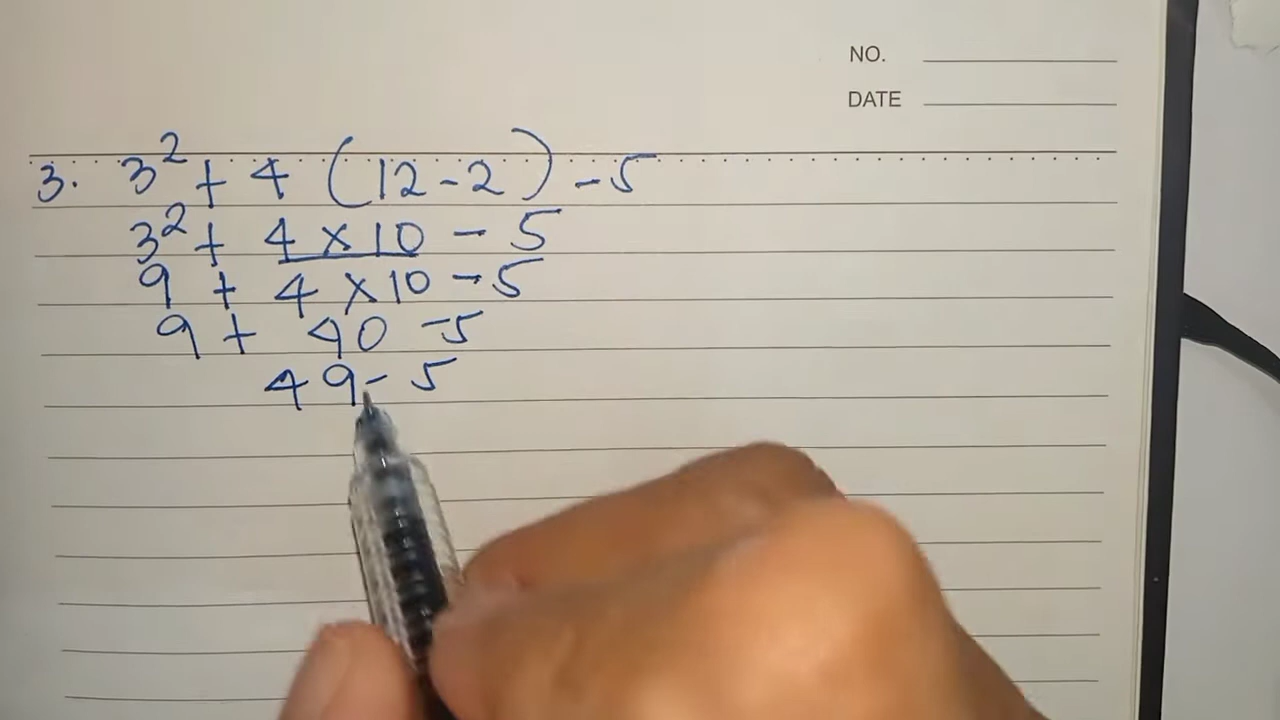 NO.
DATE
3. 3² + 4 (12 - 2) - 5
3² + 4 × 10 - 5
9 + 4 × 10 - 5
9 + 40 - 5
49 - 5